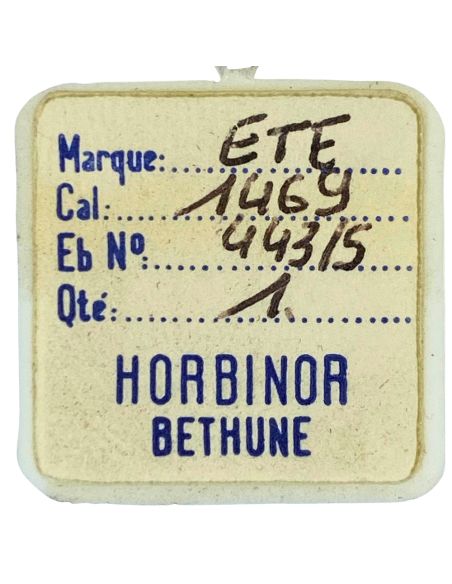 Marque: ETE
Cal: 1469
Eb Nº: 443/5
Qté: 1
HORBINOR
BETHUNE